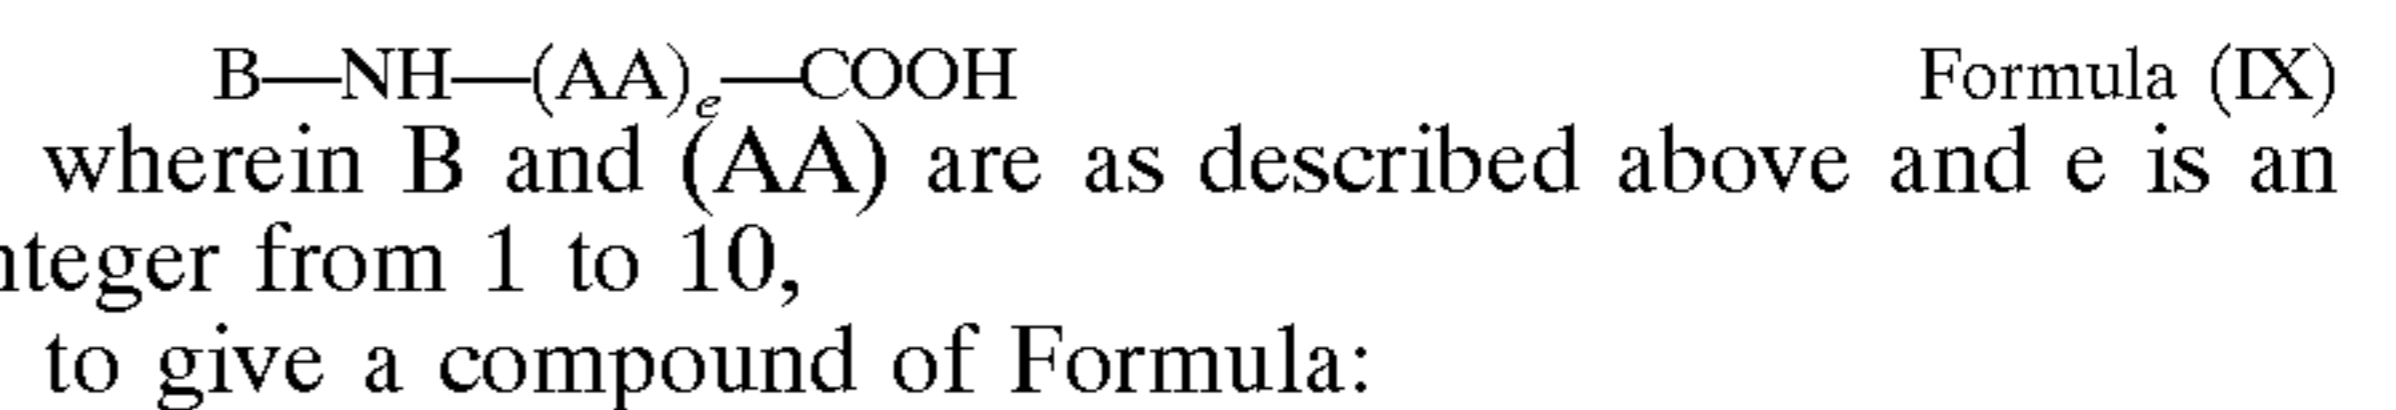 B—NH—(AA)e—COOH Formula (IX)
wherein B and (AA) are as described above and e is an
nteger from 1 to 10,
to give a compound of Formula: